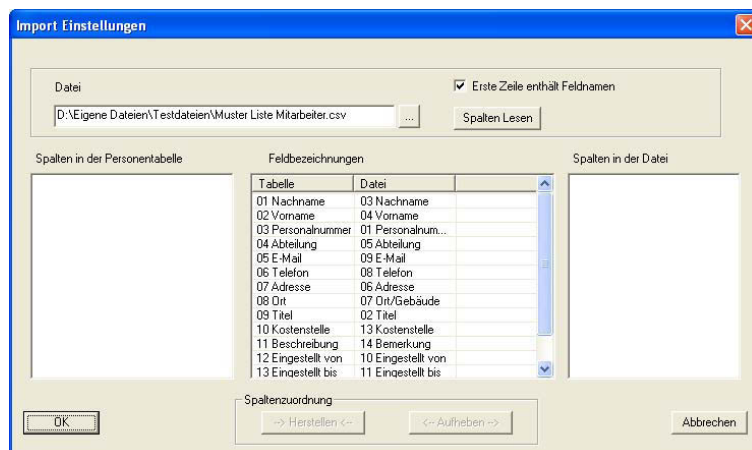 Import Einstellungen
Datei
Erste Zeile enthält Feldnamen
D:\Eigene Dateien\Testdateien\Muster Liste Mitarbeiter.csv
...
Spalten Lesen
Spalten in der Personentabelle
Feldbezeichnungen
Spalten in der Datei
Tabelle Datei
01 Nachname 03 Nachname
02 Vorname 04 Vorname
03 Personalnummer 01 Personalnum...
04 Abteilung 05 Abteilung
05 E-Mail 09 E-Mail
06 Telefon 08 Telefon
07 Adresse 06 Adresse
08 Ort 07 Ort/Gebäude
09 Titel 02 Titel
10 Kostenstelle 13 Kostenstelle
11 Beschreibung 14 Bemerkung
12 Eingestellt von 10 Eingestellt von
13 Eingestellt bis 11 Eingestellt bis
Spaltenzuordnung
OK
--> Herstellen <--
<-- Aufheben -->
Abbrechen